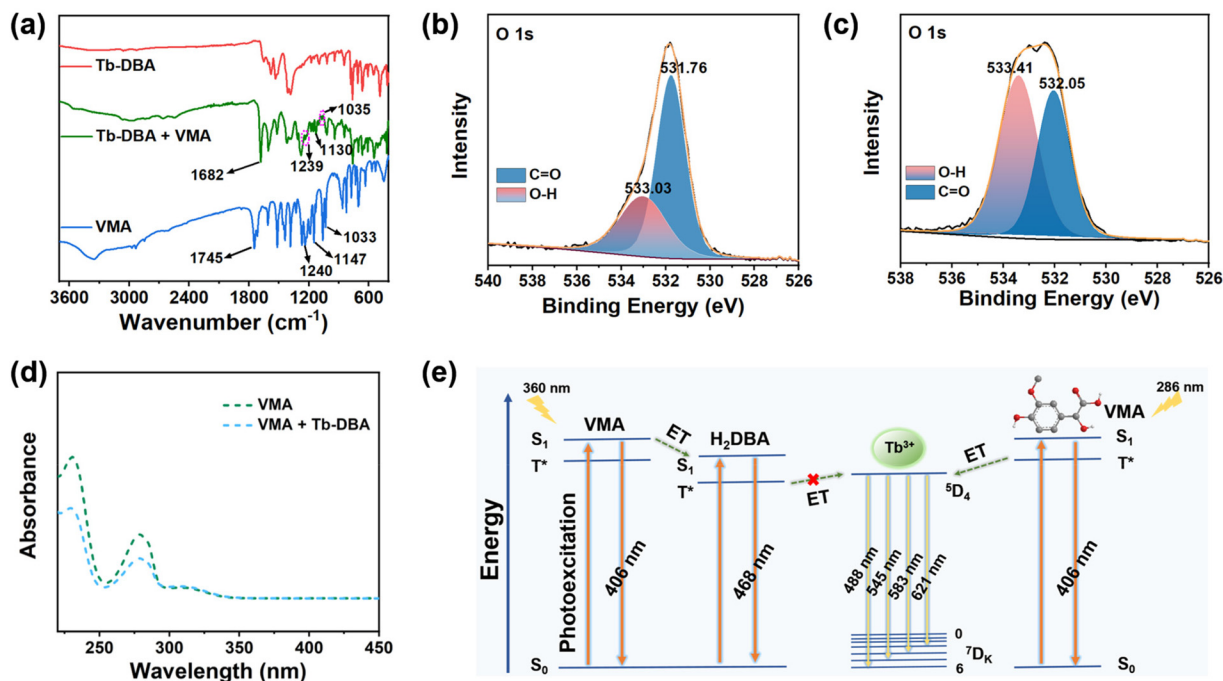 (a)
Tb-DBA
1035
Tb-DBA + VMA
1130
1239
1682
VMA
1033
1745
1147
1240
3600 3000 2400 1800 1200 600
Wavenumber (cm⁻¹)
(b)
O 1s
531.76
Intensity
C=O
O-H
533.03
540 538 536 534 532 530 528 526
Binding Energy (eV)
(c)
O 1s
533.41
532.05
Intensity
O-H
C=O
538 536 534 532 530 528 526
Binding Energy (eV)
(d)
VMA
VMA + Tb-DBA
Absorbance
250 300 350 400 450
Wavelength (nm)
(e)
Energy
360 nm
VMA
S₁
T*
ET
H₂DBA
S₁
T*
ET
Photoexcitation
406 nm
468 nm
S₀
Tb³⁺
⁵D₄
488 nm
545 nm
583 nm
621 nm
0
⁷D_K
6
286 nm
VMA
S₁
ET
T*
406 nm
S₀